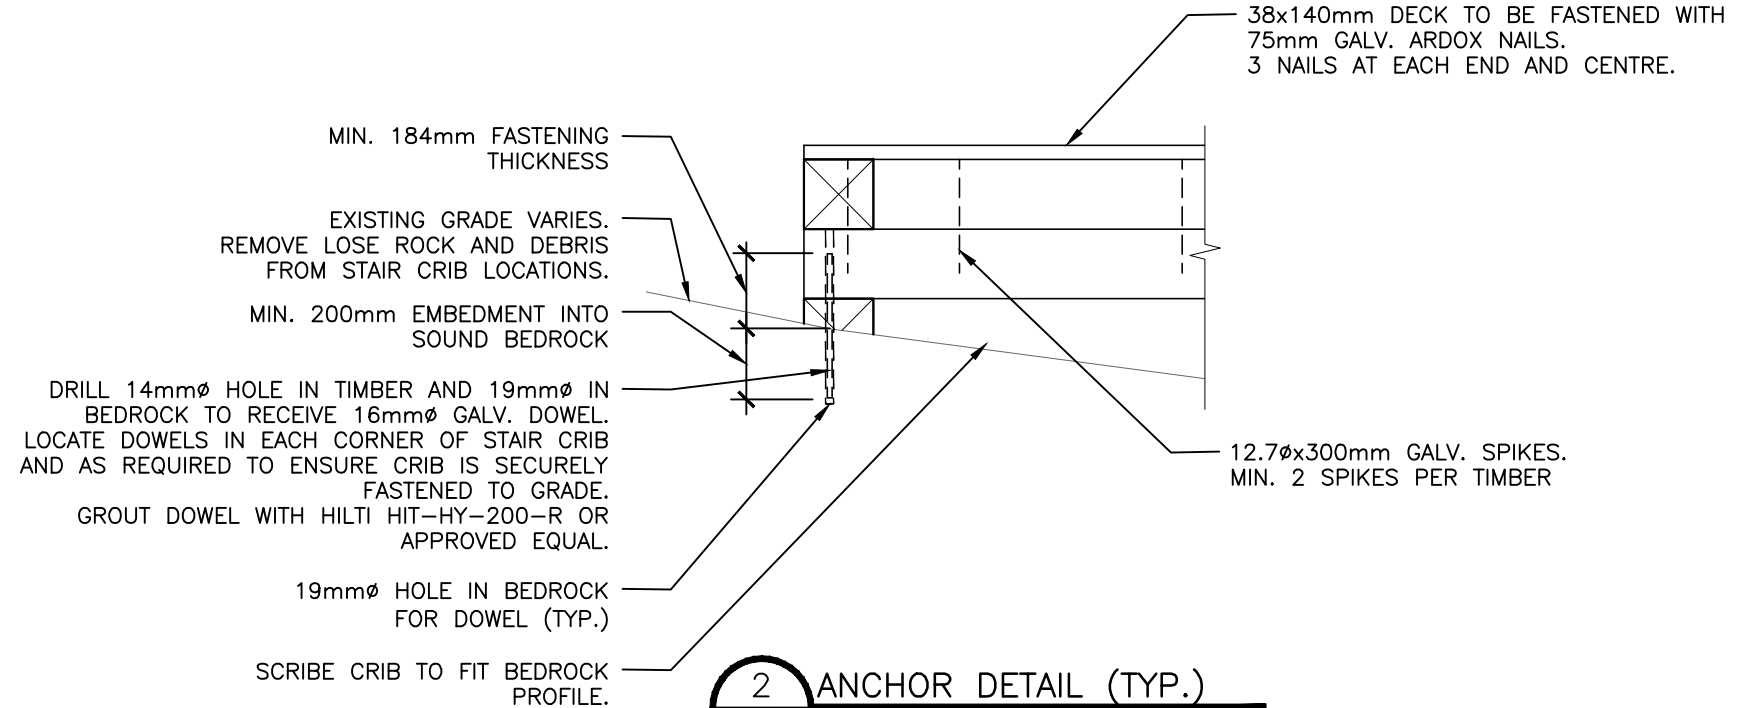 38x140mm DECK TO BE FASTENED WITH
75mm GALV. ARDOX NAILS.
3 NAILS AT EACH END AND CENTRE.
MIN. 184mm FASTENING
THICKNESS
EXISTING GRADE VARIES.
REMOVE LOSE ROCK AND DEBRIS
FROM STAIR CRIB LOCATIONS.
MIN. 200mm EMBEDMENT INTO
SOUND BEDROCK
DRILL 14mmø HOLE IN TIMBER AND 19mmø IN
BEDROCK TO RECEIVE 16mmø GALV. DOWEL.
LOCATE DOWELS IN EACH CORNER OF STAIR CRIB
AND AS REQUIRED TO ENSURE CRIB IS SECURELY
FASTENED TO GRADE.
GROUT DOWEL WITH HILTI HIT-HY-200-R OR
APPROVED EQUAL.
12.7øx300mm GALV. SPIKES.
MIN. 2 SPIKES PER TIMBER
19mmø HOLE IN BEDROCK
FOR DOWEL (TYP.)
SCRIBE CRIB TO FIT BEDROCK
PROFILE.
2 ANCHOR DETAIL (TYP.)